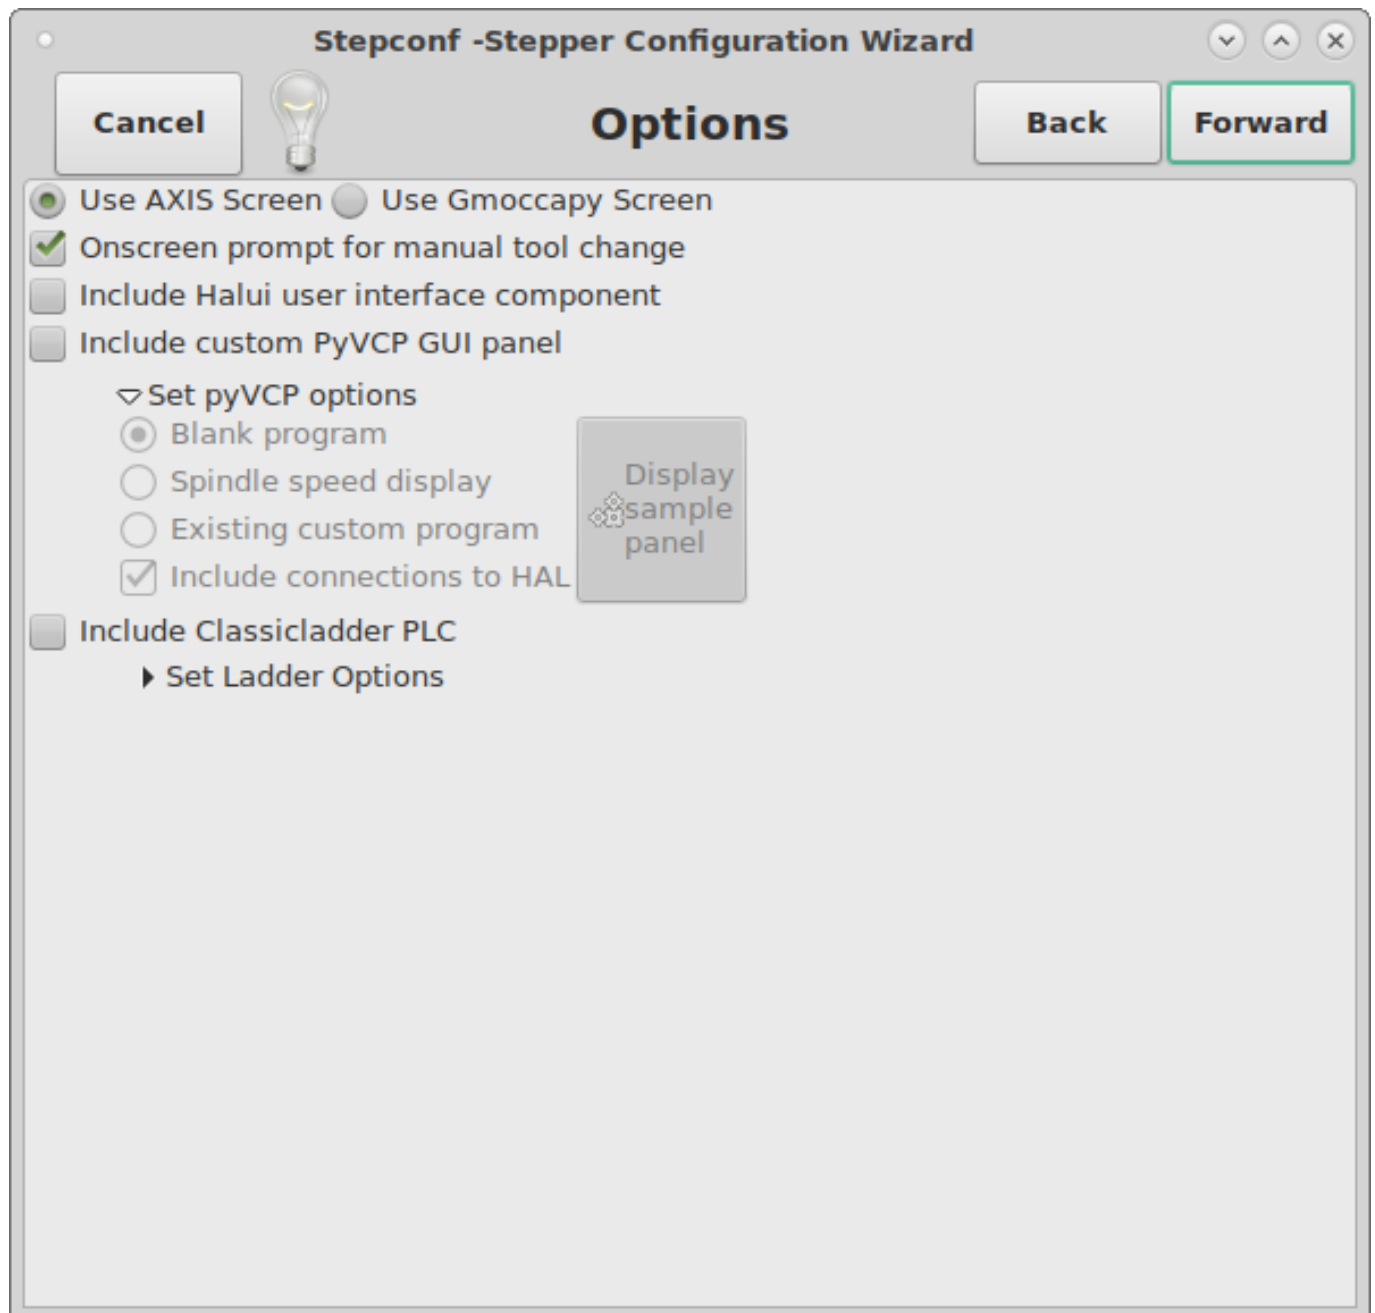 Stepconf -Stepper Configuration Wizard
Cancel
Options
Back
Forward
Use AXIS Screen
Use Gmoccapy Screen
Onscreen prompt for manual tool change
Include Halui user interface component
Include custom PyVCP GUI panel
Set pyVCP options
Blank program
Spindle speed display
Existing custom program
Include connections to HAL
Display
sample
panel
Include Classicladder PLC
Set Ladder Options